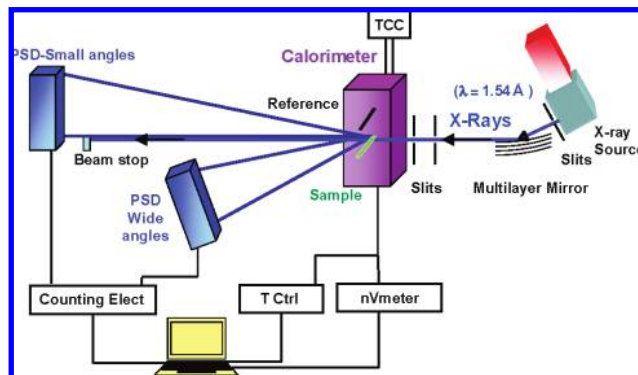 TCC
PSD-Small angles
Calorimeter
(λ = 1.54 Å)
Reference
X-Rays
X-ray
Source
Slits
Beam stop
Sample
Slits
Multilayer Mirror
PSD
Wide
angles
Counting Elect
T Ctrl
nVmeter